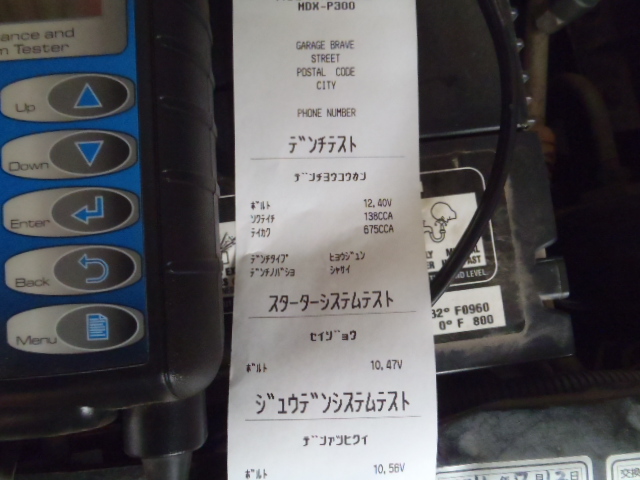 MDX-P300
GARAGE BRAVE
STREET
POSTAL CODE
CITY
PHONE NUMBER
デンチテスト
デンチヨウコウカン
ボルト 12.40V
ソクテイチ 138CCA
テイカク 675CCA
デンチタイプ ヒョウジュン
デンチノバショ シャサイ
スターターシステムテスト
セイジョウ
ボルト 10.47V
ジュウデンシステムテスト
デンアツヒクイ
ボルト 10.56V
ance and
Tester
Up
Down
Enter
Back
Menu
LEVEL.
32° F0960
0° F 800